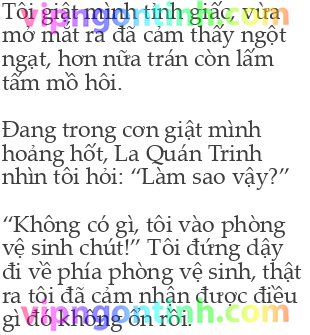 Tôi giật mình tỉnh giấc, vừa
mở mắt ra đã cảm thấy ngột
ngạt, hơn nữa trán còn lấm
tấm mồ hôi.
Đang trong cơn giật mình
hoảng hốt, La Quán Trinh
nhìn tôi hỏi: “Làm sao vậy?”
“Không có gì, tôi vào phòng
vệ sinh chút!” Tôi đứng dậy
đi về phía phòng vệ sinh, thật
ra tôi đã cảm nhận được điều
gì đó không ổn rồi.
vipngontinh.com
vipngontinh.com